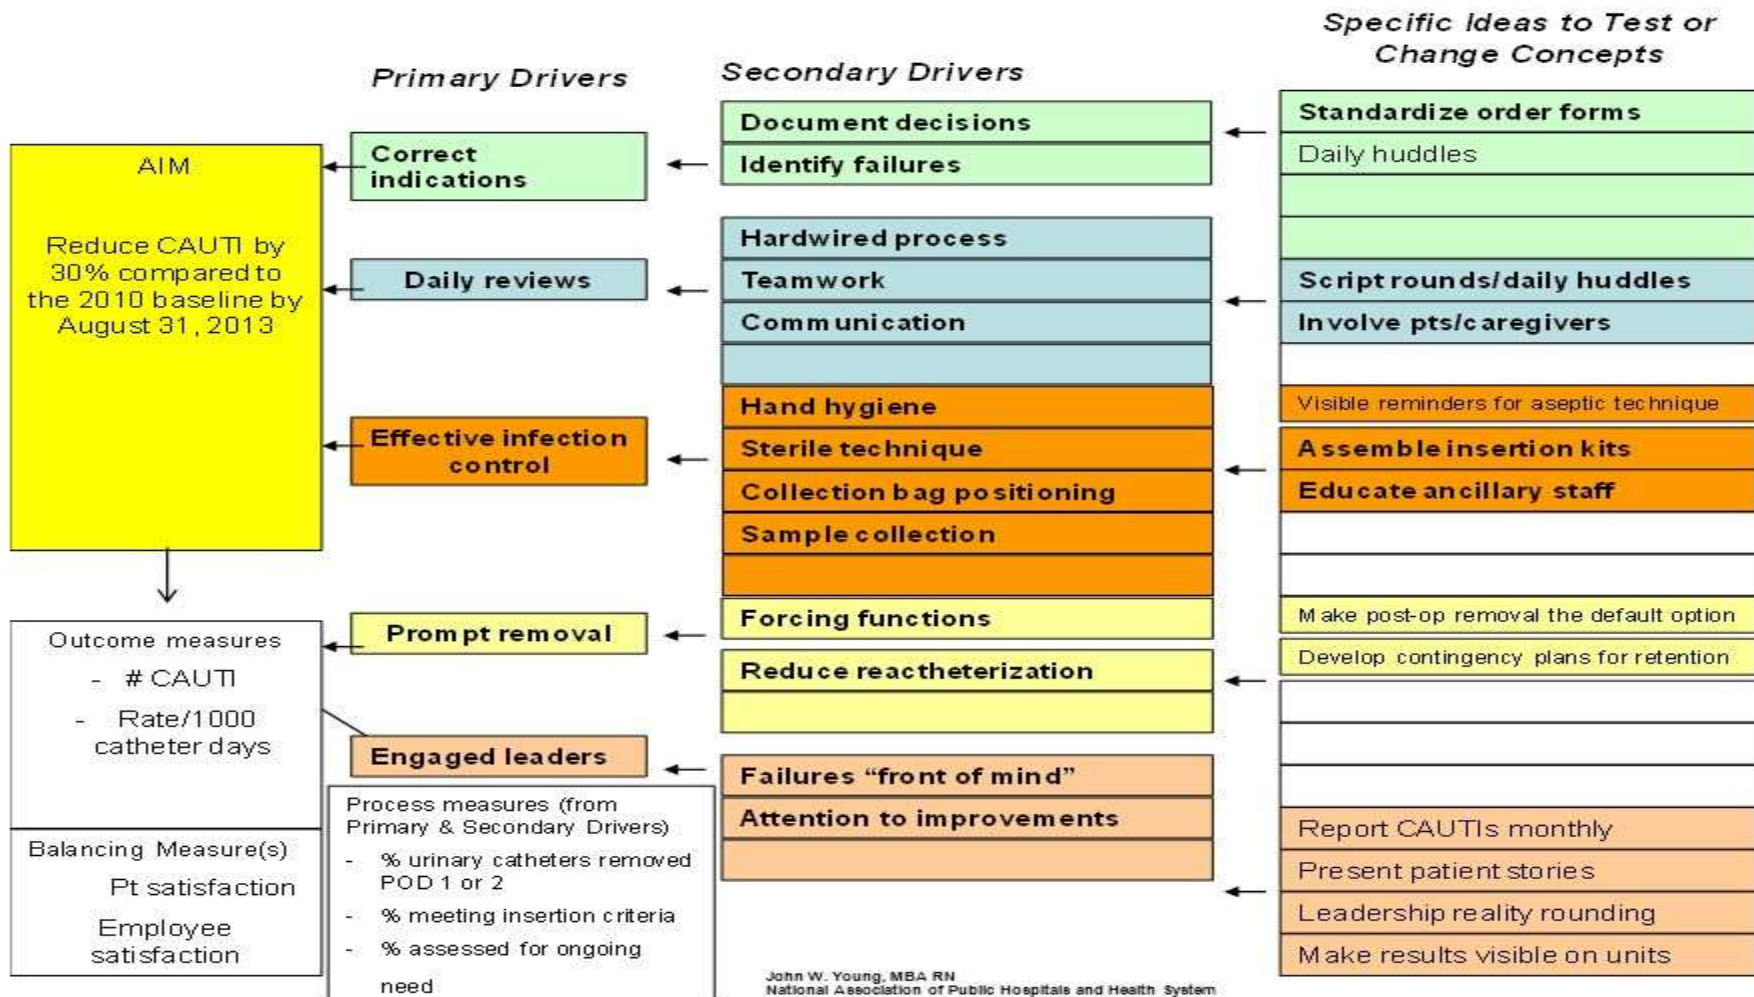 Specific Ideas to Test or
Change Concepts
Primary Drivers
Secondary Drivers
AIM
Reduce CAUTI by
30% compared to
the 2010 baseline by
August 31, 2013
Correct
indications
Document decisions
Identify failures
Standardize order forms
Daily huddles
Daily reviews
Hardwired process
Teamwork
Communication
Script rounds/daily huddles
Involve pts/caregivers
Effective infection
control
Hand hygiene
Sterile technique
Collection bag positioning
Sample collection
Visible reminders for aseptic technique
Assemble insertion kits
Educate ancillary staff
Prompt removal
Forcing functions
Reduce reactheterization
Make post-op removal the default option
Develop contingency plans for retention
Engaged leaders
Failures “front of mind”
Attention to improvements
Report CAUTIs monthly
Present patient stories
Leadership reality rounding
Make results visible on units
Outcome measures
- # CAUTI
- Rate/1000
catheter days
Balancing Measure(s)
Pt satisfaction
Employee
satisfaction
Process measures (from
Primary & Secondary Drivers)
- % urinary catheters removed
POD 1 or 2
- % meeting insertion criteria
- % assessed for ongoing
need
John W. Young, MBA RN
National Association of Public Hospitals and Health System